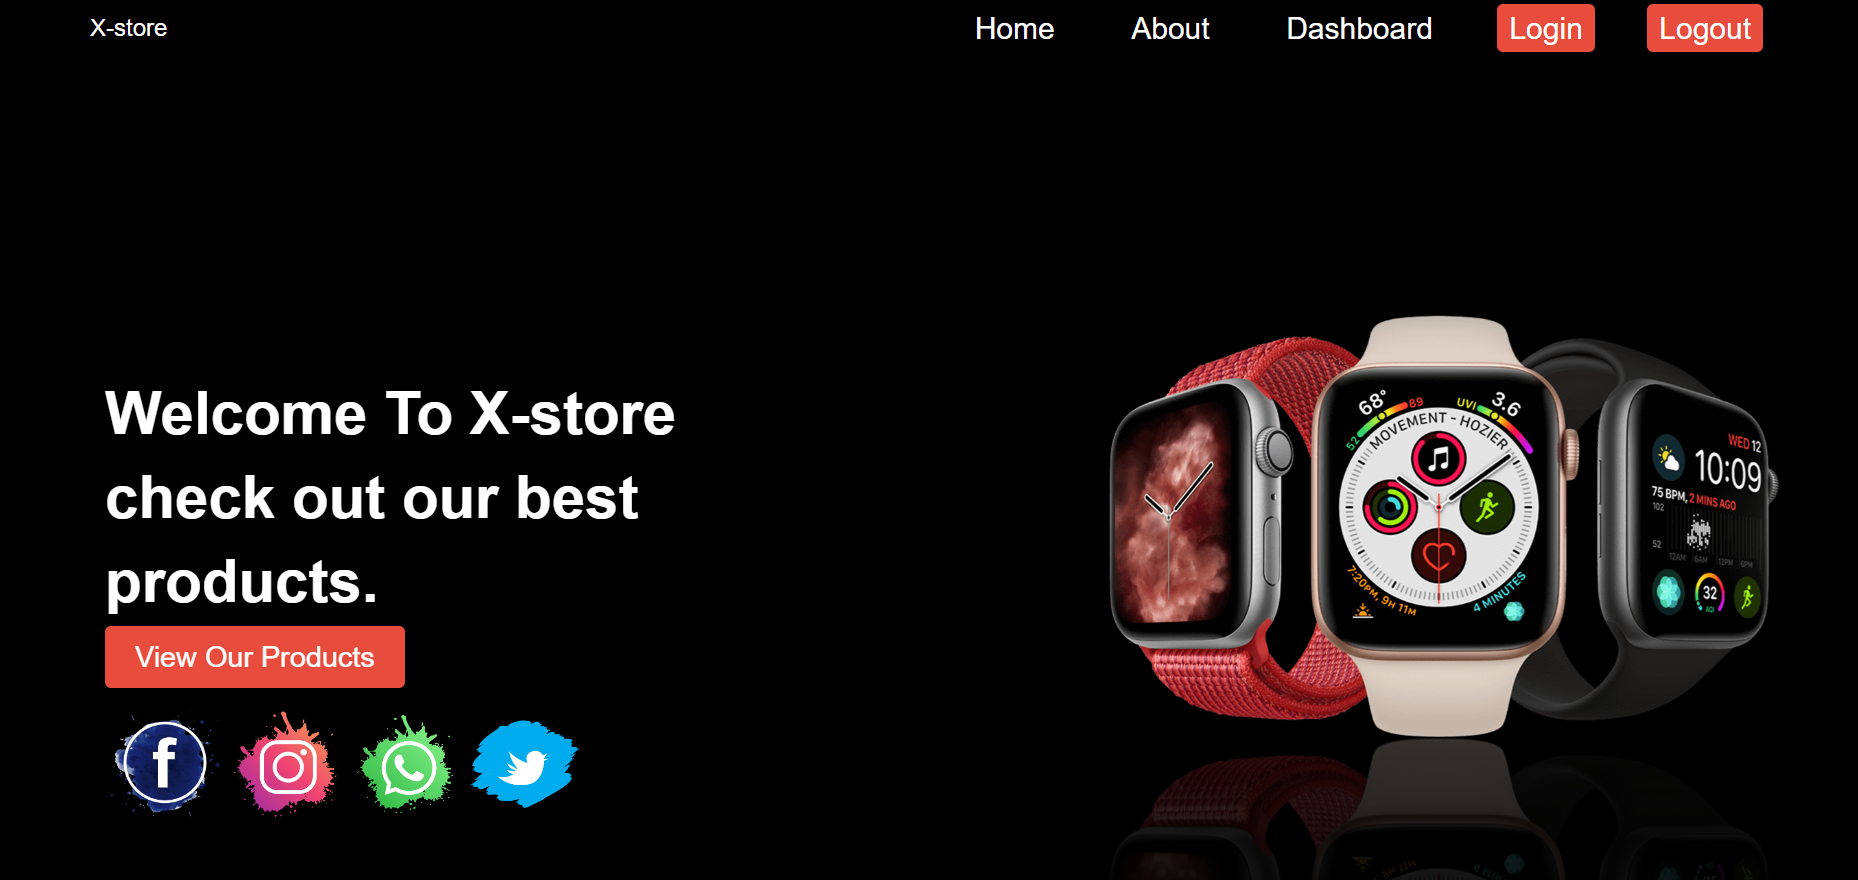 X-store
Home About Dashboard Login Logout
Welcome To X-store
check out our best
products.
View Our Products
68°
52
89
UVI
3.6
MOVEMENT - HOZIER
7:20PM, 9H 11M
4 MINUTES
WED 12
10:09
75 BPM, 2 MINS AGO
102
52
12AM 6AM 12PM 6PM
32
AQI